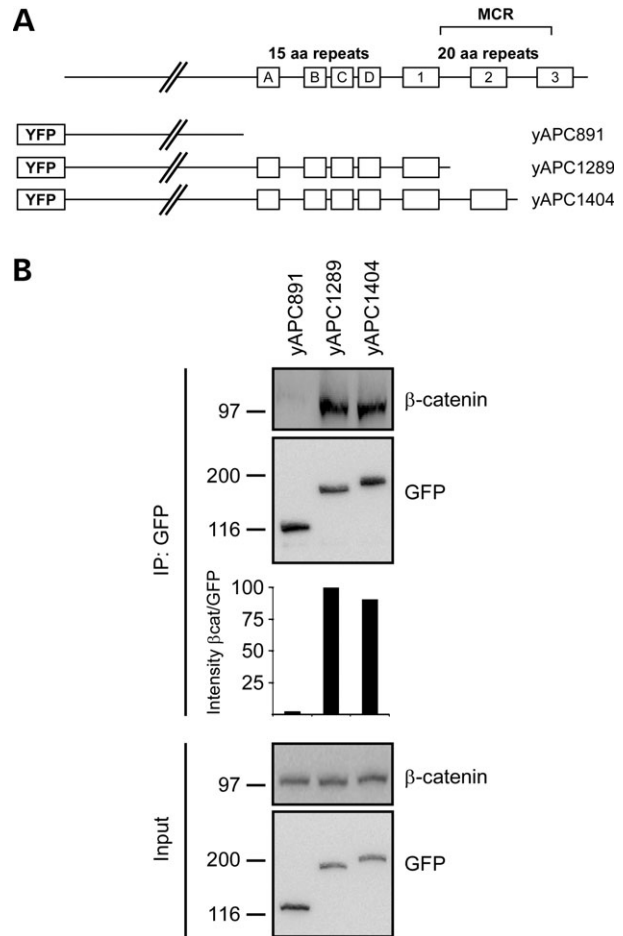 A
MCR
15 aa repeats 20 aa repeats
A B C D 1 2 3
YFP yAPC891
YFP yAPC1289
YFP yAPC1404
B
yAPC891 yAPC1289 yAPC1404
IP: GFP
97 β-catenin
200
GFP
116
Intensity βcat/GFP
100
75
50
25
Input
97 β-catenin
200 GFP
116